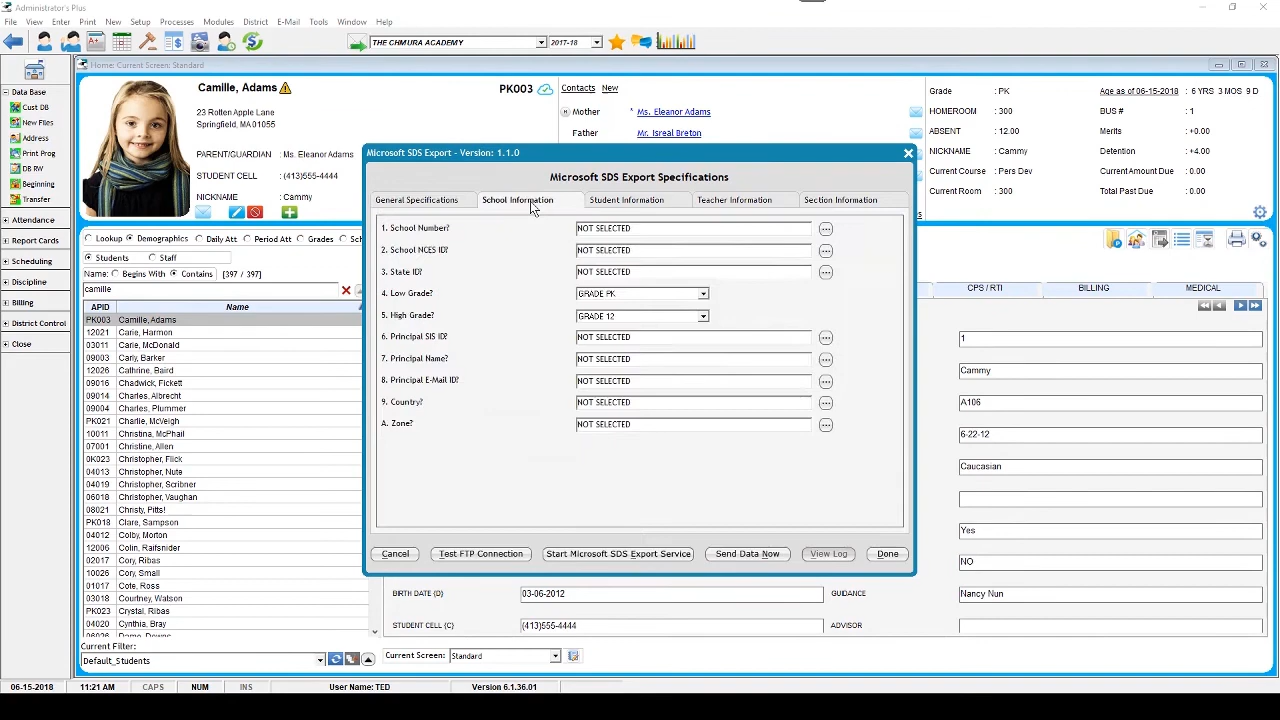 Administrator's Plus
File View Enter Print New Setup Processes Modules District E-Mail Tools Window Help
THE CHMURA ACADEMY 2017-18
Home: Current Screen: Standard
Data Base
Cust DB
New Files
Address
Print Prog
DB RW
Beginning
Transfer
Attendance
Report Cards
Scheduling
Discipline
Billing
District Control
Close
Camille, Adams PK003
23 Rotten Apple Lane
Springfield, MA01055
PARENT/GUARDIAN : Ms. Eleanor Adams
STUDENT CELL : (413)555-4444
NICKNAME : Cammy
Contacts New
Mother * Ms. Eleanor Adams
Father Mr. Isreal Breton
Grade : PK
HOMEROOM : 300
ABSENT : 12.00
NICKNAME : Cammy
Current Course : Pers Dev
Current Room : 300
Age as of 06-15-2018 : 6 YRS 3 MOS 9 D
BUS # : 1
Merits : +0.00
Detention : +4.00
Current Amount Due : 0.00
Total Past Due : 0.00
Lookup Demographics Daily Att Period Att Grades Sc
Students Staff
Name: Begins With Contains [397 / 397]
camille
APID Name
PK003 Camille, Adams
12021 Carie, Harmon
03011 Carie, McDonald
09003 Carly, Barker
12026 Cathrine, Baird
09016 Chadwick, Fickett
09014 Charles, Albrecht
09004 Charles, Plummer
PK021 Charlie, McVeigh
10011 Christina, McPhail
07001 Christine, Allen
0K023 Christopher, Flick
04013 Christopher, Nute
04019 Christopher, Scribner
06018 Christopher, Vaughan
08021 Christy, Pitts!
PK018 Clare, Sampson
04012 Colby, Morton
12006 Colin, Raifsnider
02017 Cory, Ribas
10026 Cory, Small
01017 Cote, Ross
03018 Courtney, Watson
PK023 Crystal, Ribas
04020 Cynthia, Bray
06026 Dame, Downes
Current Filter:
Default_Students
Microsoft SDS Export - Version: 1.1.0
Microsoft SDS Export Specifications
General Specifications School Information Student Information Teacher Information Section Information
1. School Number? NOT SELECTED
2. School NCES ID? NOT SELECTED
3. State ID? NOT SELECTED
4. Low Grade? GRADE PK
5. High Grade? GRADE 12
6. Principal SIS ID? NOT SELECTED
7. Principal Name? NOT SELECTED
8. Principal E-Mail ID? NOT SELECTED
9. Country? NOT SELECTED
A. Zone? NOT SELECTED
Cancel Test FTP Connection Start Microsoft SDS Export Service Send Data Now View Log Done
CPS / RTI BILLING MEDICAL
1
Cammy
A106
6-22-12
Caucasian
Yes
NO
BIRTH DATE {D} 03-06-2012 GUIDANCE Nancy Nun
STUDENT CELL {C} (413)555-4444 ADVISOR
Current Screen: Standard
06-15-2018 11:21 AM CAPS NUM INS User Name: TED Version 6.1.36.01